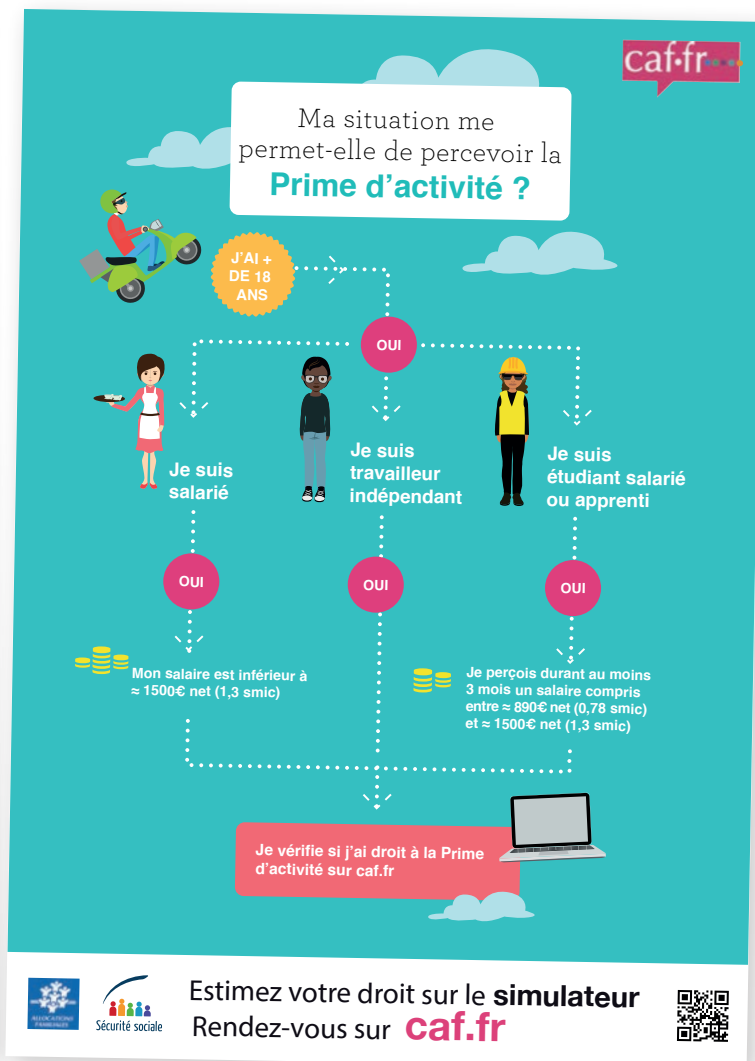 caf.fr
Ma situation me
permet-elle de percevoir la
Prime d'activité ?
J'AI +
DE 18
ANS
OUI
Je suis
salarié
Je suis
travailleur
indépendant
Je suis
étudiant salarié
ou apprenti
OUI
OUI
OUI
Mon salaire est inférieur à
≈ 1500€ net (1,3 smic)
Je perçois durant au moins
3 mois un salaire compris
entre ≈ 890€ net (0,78 smic)
et ≈ 1500€ net (1,3 smic)
Je vérifie si j'ai droit à la Prime
d'activité sur caf.fr
ALLOCATIONS
FAMILIALES
Sécurité sociale
Estimez votre droit sur le simulateur
Rendez-vous sur caf.fr